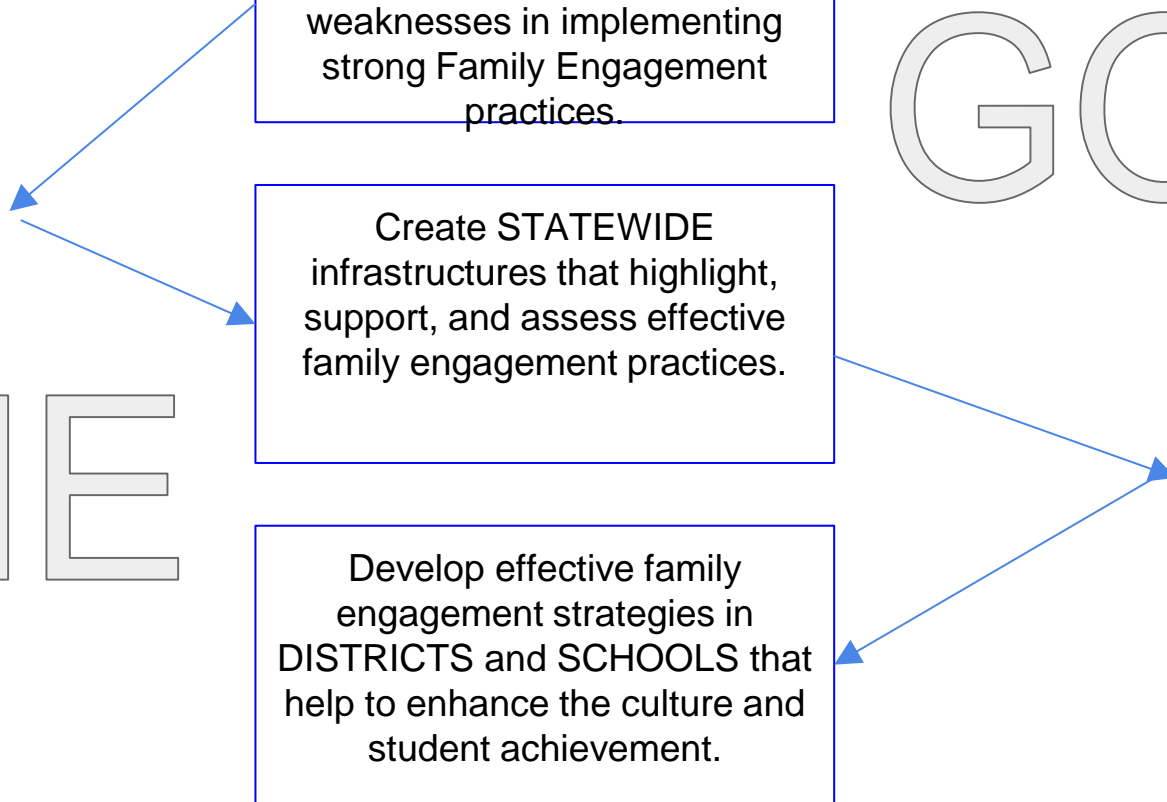 weaknesses in implementing
strong Family Engagement
practices.
GO
Create STATEWIDE
infrastructures that highlight,
support, and assess effective
family engagement practices.
E
Develop effective family
engagement strategies in
DISTRICTS and SCHOOLS that
help to enhance the culture and
student achievement.